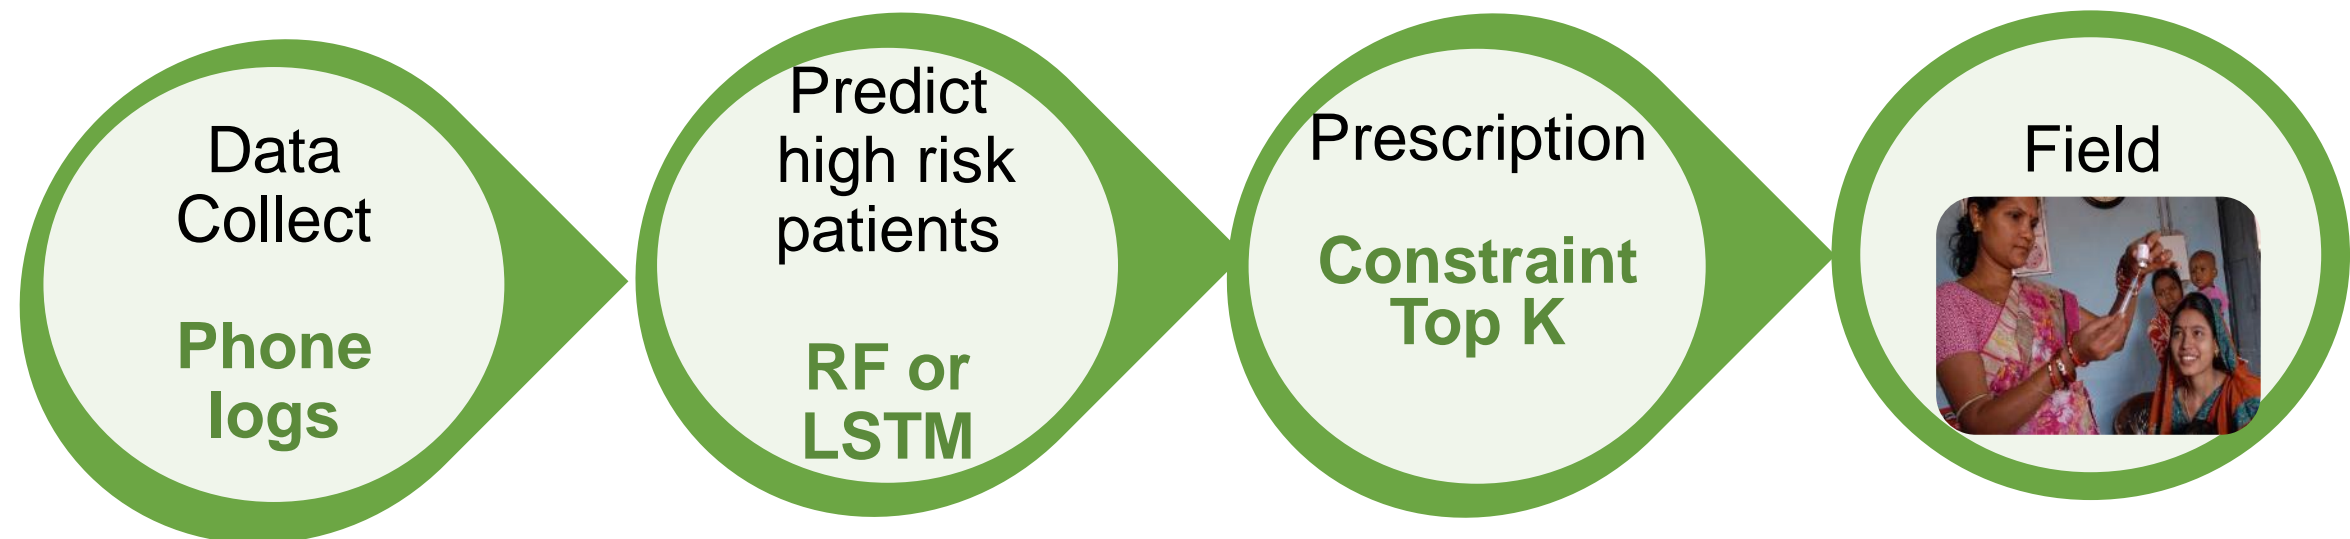 Data
Collect
Phone
logs
Predict
high risk
patients
RF or
LSTM
Prescription
Constraint
Top K
Field